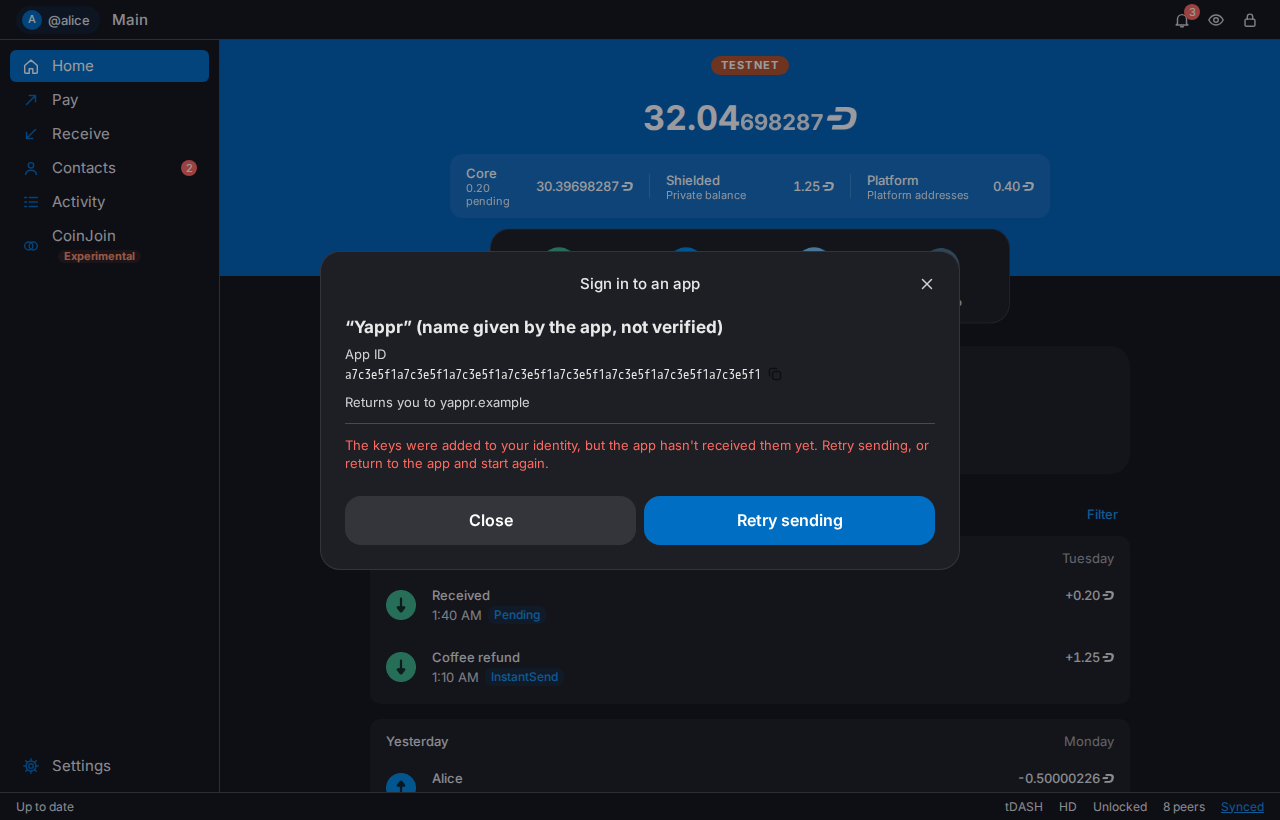 A @alice Main 3
Home
Pay
Receive
Contacts 2
Activity
CoinJoin
Experimental
Settings
TESTNET
32.04698287
Core
0.20 pending
30.39698287
Shielded
Private balance
1.25
Platform
Platform addresses
0.40
Sign in to an app
“Yappr” (name given by the app, not verified)
App ID
a7c3e5f1a7c3e5f1a7c3e5f1a7c3e5f1a7c3e5f1a7c3e5f1a7c3e5f1a7c3e5f1
Returns you to yappr.example
The keys were added to your identity, but the app hasn't received them yet. Retry sending, or
return to the app and start again.
Close Retry sending
Filter
Tuesday
Received +0.20
1:40 AM Pending
Coffee refund +1.25
1:10 AM InstantSend
Yesterday Monday
Alice -0.50000226
Up to date tDASH HD Unlocked 8 peers Synced